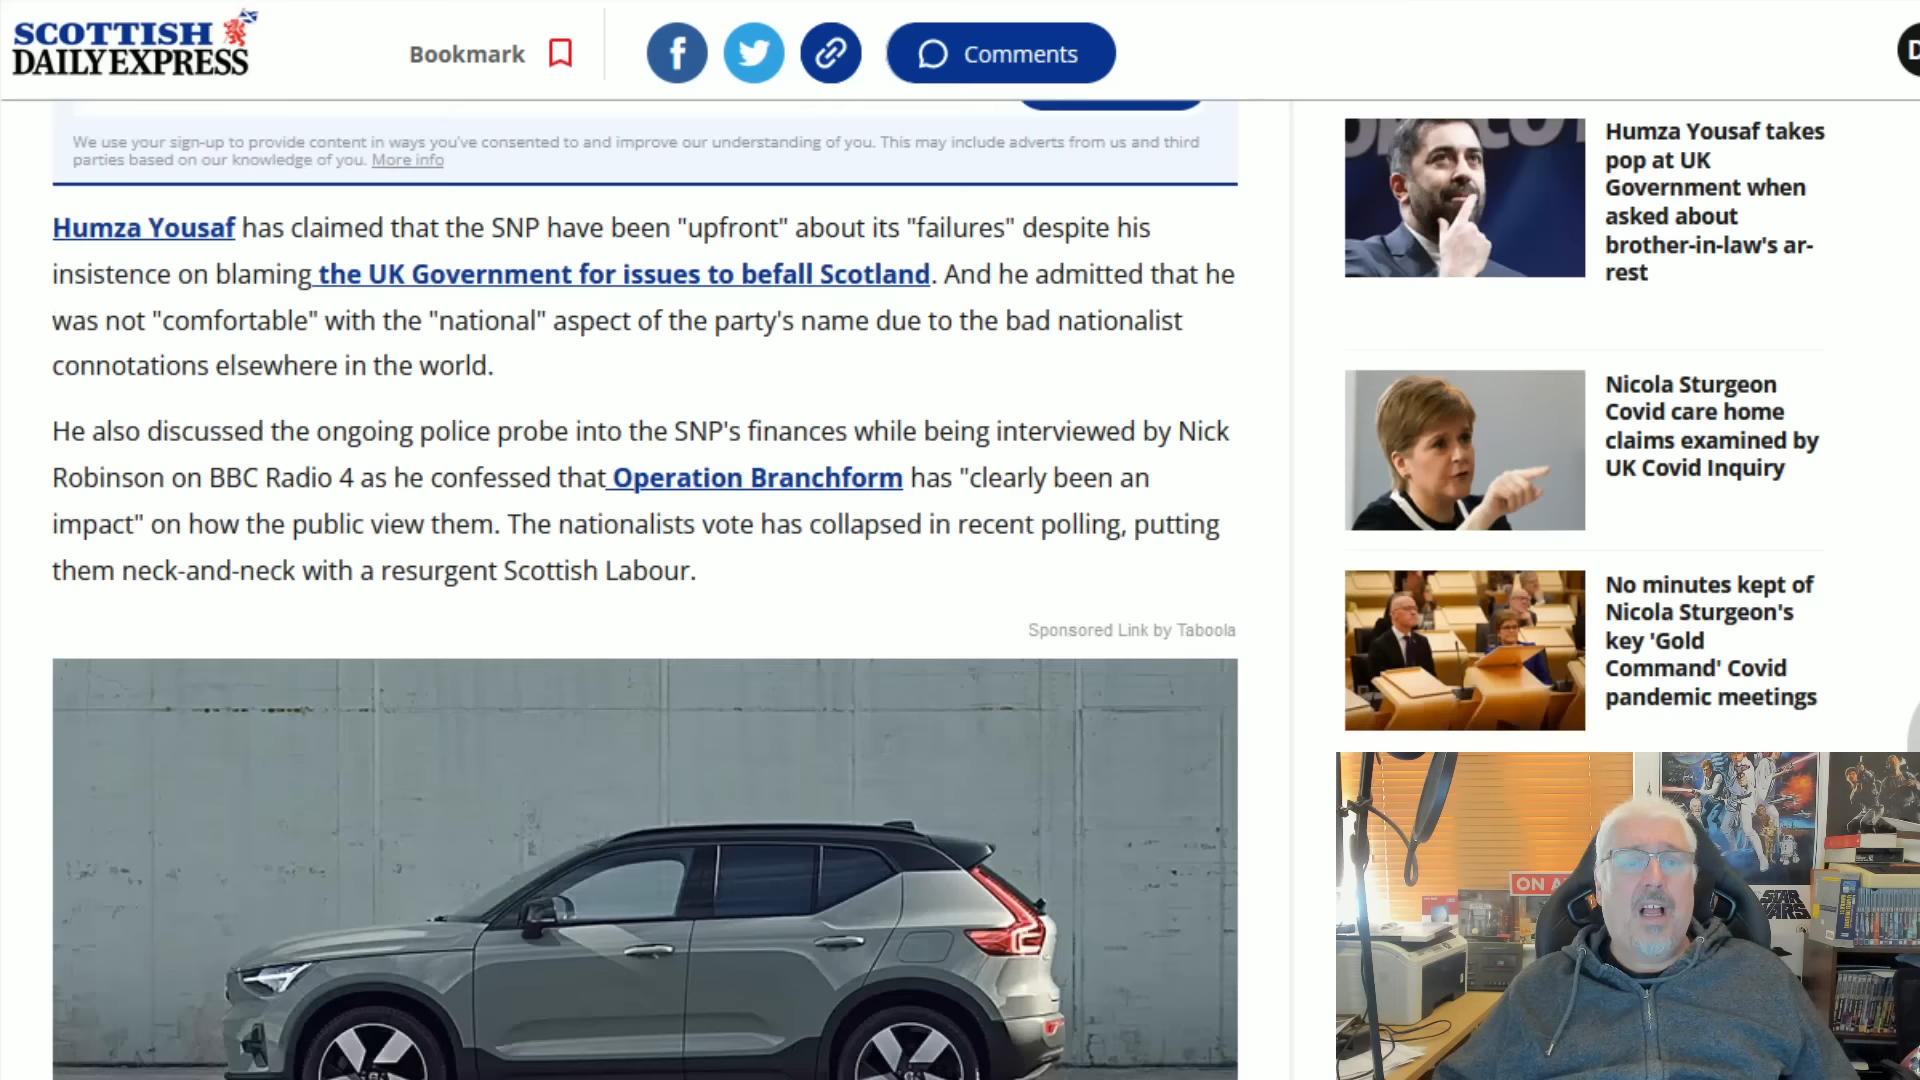 SCOTTISH
DAILY EXPRESS
Bookmark
Comments
We use your sign-up to provide content in ways you've consented to and improve our understanding of you. This may include adverts from us and third
parties based on our knowledge of you. More info
Humza Yousaf has claimed that the SNP have been "upfront" about its "failures" despite his
insistence on blaming the UK Government for issues to befall Scotland. And he admitted that he
was not "comfortable" with the "national" aspect of the party's name due to the bad nationalist
connotations elsewhere in the world.
He also discussed the ongoing police probe into the SNP's finances while being interviewed by Nick
Robinson on BBC Radio 4 as he confessed that Operation Branchform has "clearly been an
impact" on how the public view them. The nationalists vote has collapsed in recent polling, putting
them neck-and-neck with a resurgent Scottish Labour.
Sponsored Link by Taboola
Humza Yousaf takes
pop at UK
Government when
asked about
brother-in-law's ar-
rest
Nicola Sturgeon
Covid care home
claims examined by
UK Covid Inquiry
No minutes kept of
Nicola Sturgeon's
key 'Gold
Command' Covid
pandemic meetings
ON A
STAR
WARS